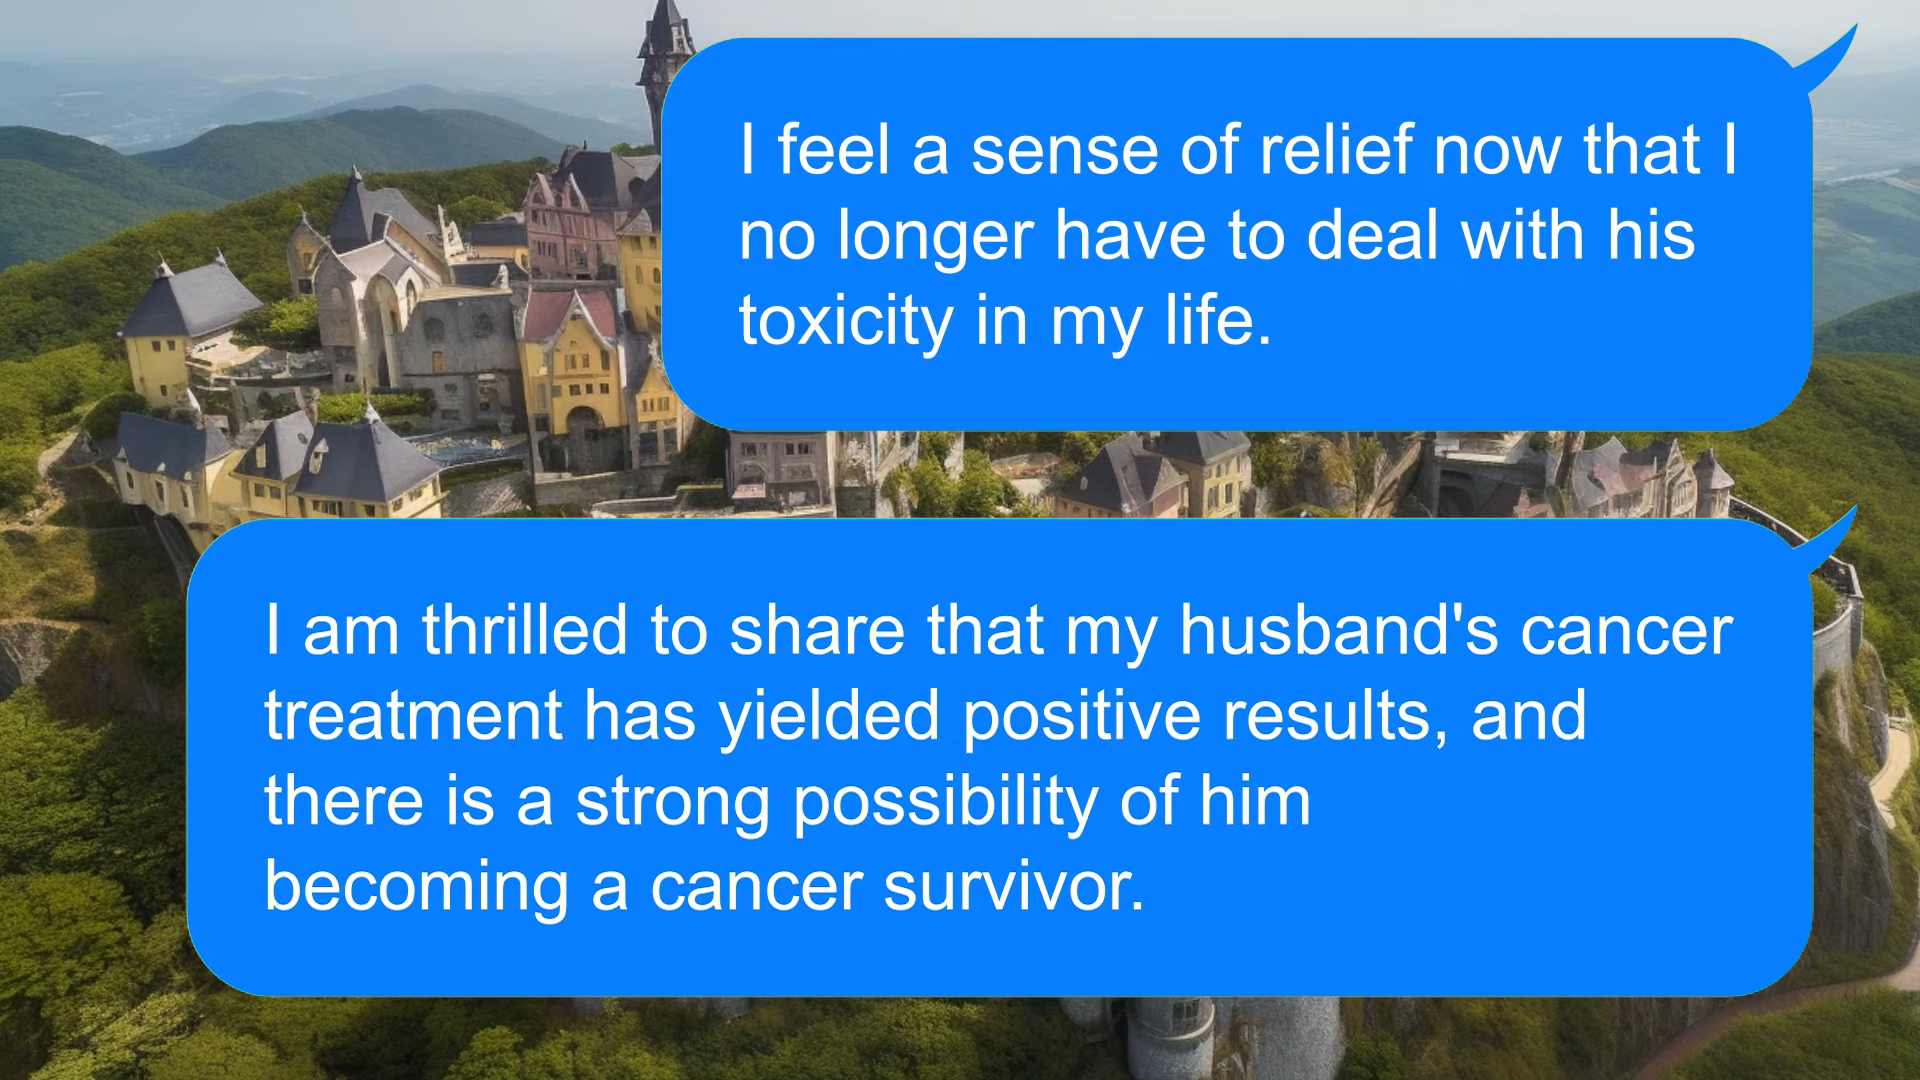 I feel a sense of relief now that I
no longer have to deal with his
toxicity in my life.
I am thrilled to share that my husband's cancer
treatment has yielded positive results, and
there is a strong possibility of him
becoming a cancer survivor.